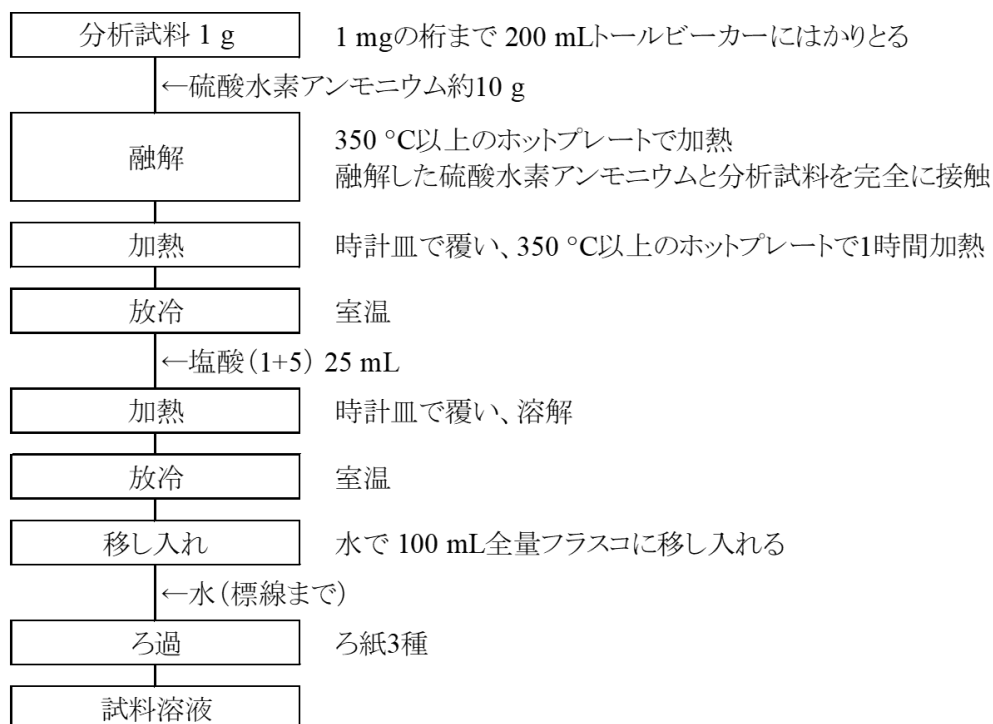 分析試料 1 g 1 mgの桁まで 200 mLトールビーカーにはかりとる
←硫酸水素アンモニウム約10 g
融解 350 °C以上のホットプレートで加熱
融解した硫酸水素アンモニウムと分析試料を完全に接触
加熱 時計皿で覆い、350 °C以上のホットプレートで1時間加熱
放冷 室温
←塩酸（1+5） 25 mL
加熱 時計皿で覆い、溶解
放冷 室温
移し入れ 水で 100 mL全量フラスコに移し入れる
←水（標線まで）
ろ過 ろ紙3種
試料溶液